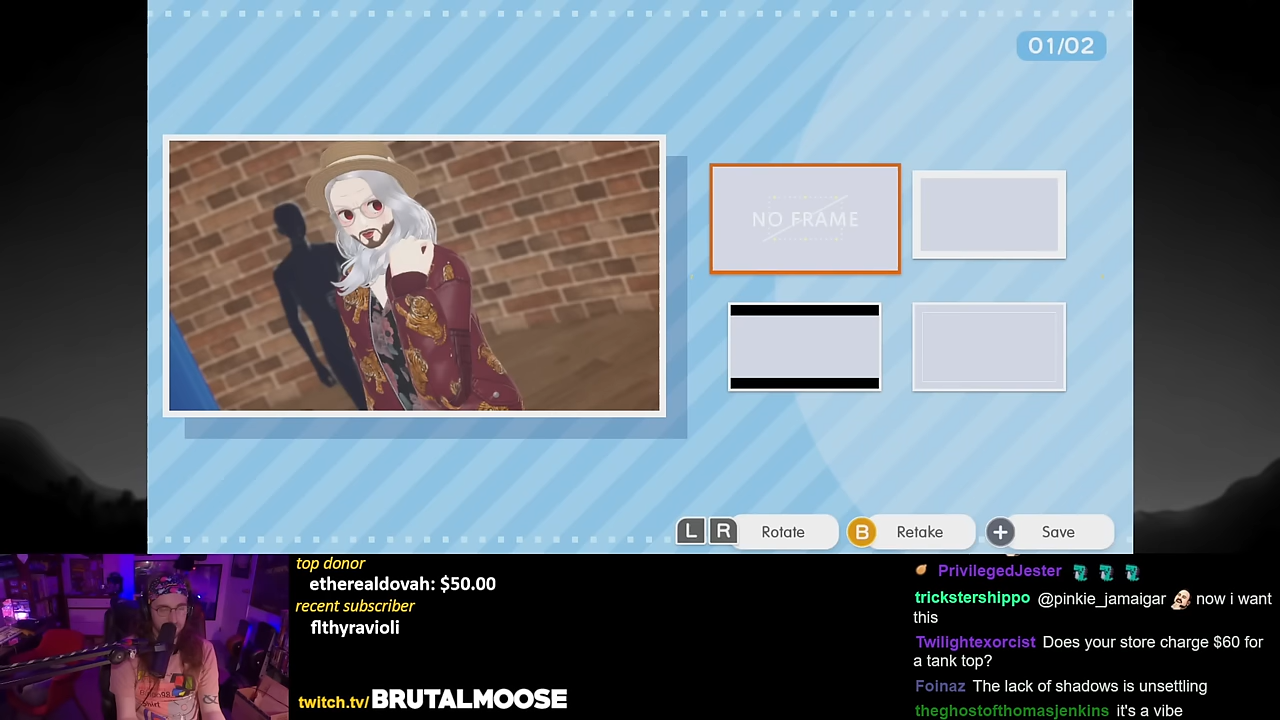 01/02
NO FRAME
L R Rotate B Retake + Save
top donor
etherealdovah: $50.00
recent subscriber
flthyravioli
twitch.tv/BRUTALMOOSE
PrivilegedJester
trickstershippo @pinkie_jamaigar now i want
this
Twilightexorcist Does your store charge $60 for
a tank top?
Foinaz The lack of shadows is unsettling
theghostofthomasjenkins it's a vibe